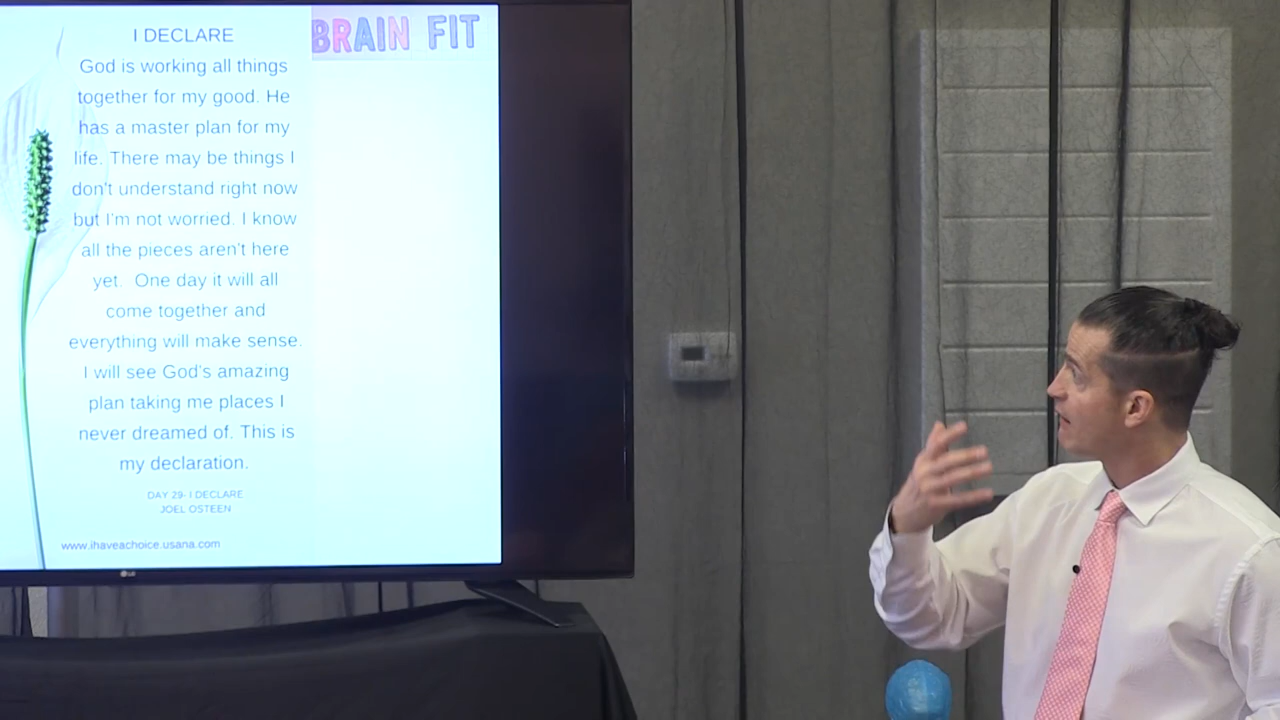 I DECLARE
God is working all things
together for my good. He
has a master plan for my
life. There may be things I
don't understand right now
but I'm not worried. I know
all the pieces aren't here
yet. One day it will all
come together and
everything will make sense.
I will see God's amazing
plan taking me places I
never dreamed of. This is
my declaration.
DAY 29- I DECLARE
JOEL OSTEEN
www.ihaveachoice.usana.com
BRAIN FIT
LG